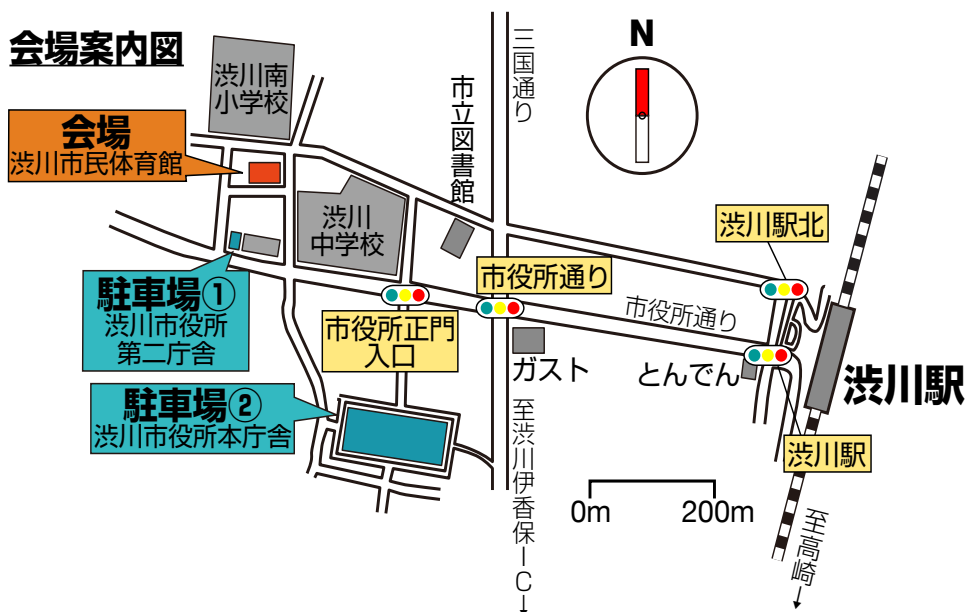 会場案内図
N
渋川南
小学校
三国通り
市立図書館
会場
渋川市民体育館
渋川
中学校
渋川駅北
市役所通り
市役所通り
駐車場①
渋川市役所
第二庁舎
市役所正門
入口
ガスト
とんでん
渋川駅
駐車場②
渋川市役所本庁舎
渋川駅
至渋川伊香保IC
0m
200m
至高崎